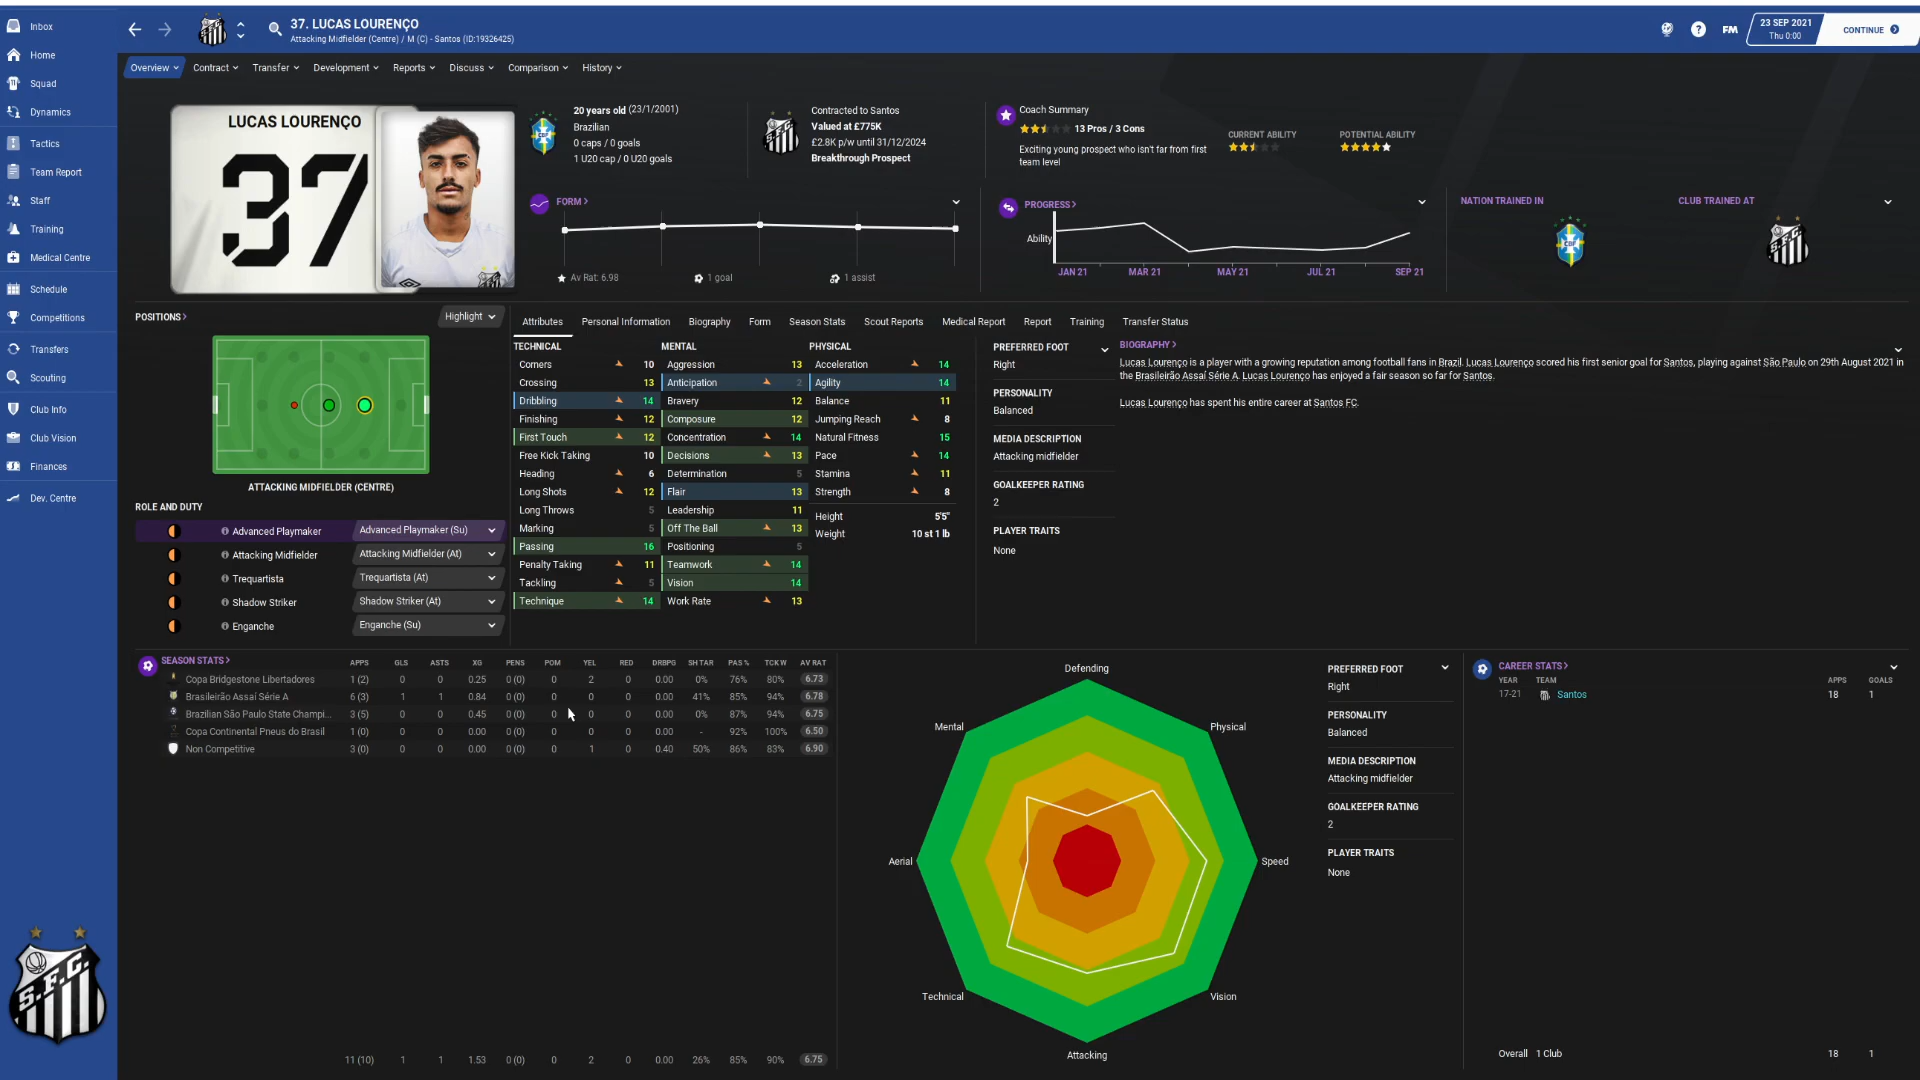 Inbox
Home
Squad
Dynamics
Tactics
Team Report
Staff
Training
Medical Centre
Schedule
Competitions
Transfers
Scouting
Club Info
Club Vision
Finances
Dev. Centre
S.F.C.
37. LUCAS LOURENÇO
Attacking Midfielder (Centre) / M (C) - Santos (ID:19326425)
? FM
23 SEP 2021
Thu 0:00
CONTINUE
Overview Contract Transfer Development Reports Discuss Comparison History
LUCAS LOURENÇO
37
20 years old (23/1/2001)
Brazilian
0 caps / 0 goals
1 U20 cap / 0 U20 goals
Contracted to Santos
Valued at £775K
£2.8K p/w until 31/12/2024
Breakthrough Prospect
Coach Summary
13 Pros / 3 Cons
Exciting young prospect who isn't far from first
team level
CURRENT ABILITY
POTENTIAL ABILITY
FORM >
Av Rat: 6.98 1 goal 1 assist
PROGRESS >
Ability
JAN 21 MAR 21 MAY 21 JUL 21 SEP 21
NATION TRAINED IN
CBF
CLUB TRAINED AT
POSITIONS >
Highlight
ATTACKING MIDFIELDER (CENTRE)
ROLE AND DUTY
Advanced Playmaker Advanced Playmaker (Su)
Attacking Midfielder Attacking Midfielder (At)
Trequartista Trequartista (At)
Shadow Striker Shadow Striker (At)
Enganche Enganche (Su)
Attributes Personal Information Biography Form Season Stats Scout Reports Medical Report Report Training Transfer Status
TECHNICAL
Corners 10
Crossing 13
Dribbling 14
Finishing 12
First Touch 12
Free Kick Taking 10
Heading 6
Long Shots 12
Long Throws 5
Marking 5
Passing 16
Penalty Taking 11
Tackling 5
Technique 14
MENTAL
Aggression 13
Anticipation 2
Bravery 12
Composure 12
Concentration 14
Decisions 13
Determination 5
Flair 13
Leadership 11
Off The Ball 13
Positioning 5
Teamwork 14
Vision 14
Work Rate 13
PHYSICAL
Acceleration 14
Agility 14
Balance 11
Jumping Reach 8
Natural Fitness 15
Pace 14
Stamina 11
Strength 8
Height 5'5"
Weight 10 st 1 lb
PREFERRED FOOT
Right
PERSONALITY
Balanced
MEDIA DESCRIPTION
Attacking midfielder
GOALKEEPER RATING
2
PLAYER TRAITS
None
BIOGRAPHY >
Lucas Lourenço is a player with a growing reputation among football fans in Brazil. Lucas Lourenço scored his first senior goal for Santos, playing against São Paulo on 29th August 2021 in
the Brasileirão Assaí Série A. Lucas Lourenço has enjoyed a fair season so far for Santos.
Lucas Lourenço has spent his entire career at Santos FC.
SEASON STATS > APPS GLS ASTS XG PENS POM YEL RED DRBPG SH TAR PAS % TCK W AV RAT
Copa Bridgestone Libertadores 1 (2) 0 0 0.25 0 (0) 0 2 0 0.00 0% 76% 80% 6.73
Brasileirão Assaí Série A 6 (3) 1 1 0.84 0 (0) 0 0 0 0.00 41% 85% 94% 6.78
Brazilian São Paulo State Champi... 3 (5) 0 0 0.45 0 (0) 0 0 0 0.00 0% 87% 94% 6.75
Copa Continental Pneus do Brasil 1 (0) 0 0 0.00 0 (0) 0 0 0 0.00 - 92% 100% 6.50
Non Competitive 3 (0) 0 0 0.00 0 (0) 0 1 0 0.40 50% 86% 83% 6.90
11 (10) 1 1 1.53 0 (0) 0 2 0 0.00 26% 85% 90% 6.75
Defending
Physical
Speed
Vision
Attacking
Technical
Aerial
Mental
PREFERRED FOOT
Right
PERSONALITY
Balanced
MEDIA DESCRIPTION
Attacking midfielder
GOALKEEPER RATING
2
PLAYER TRAITS
None
CAREER STATS >
YEAR TEAM APPS GOALS
17-21 Santos 18 1
Overall 1 Club 18 1